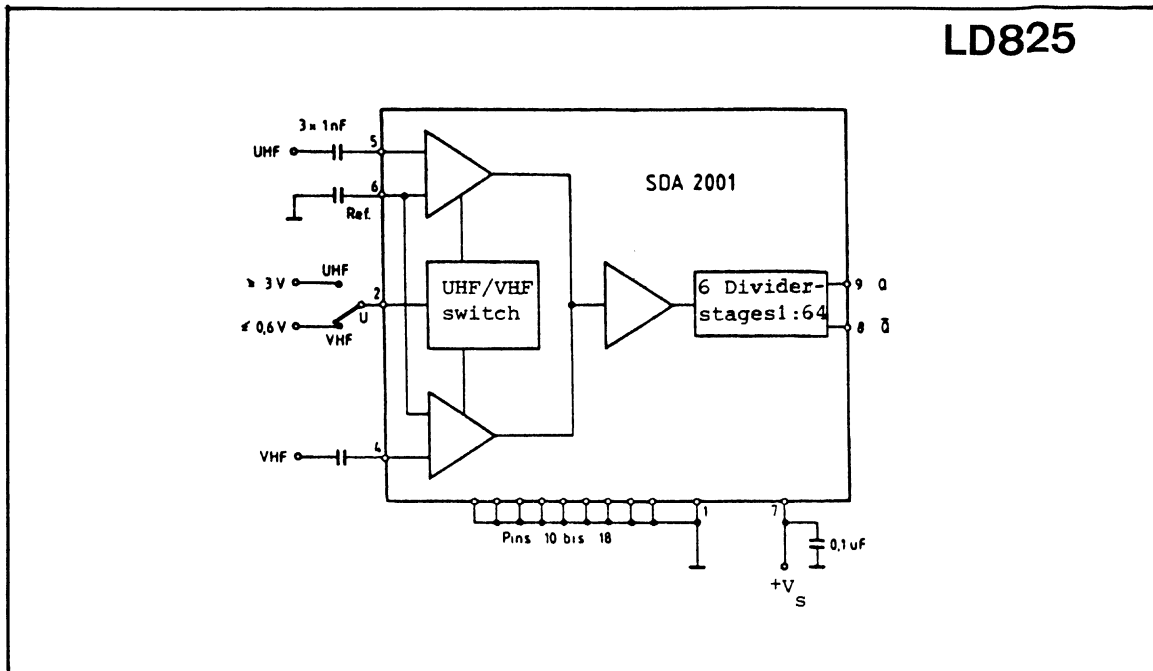 LD825
3 × 1nF
UHF
5
6
Ref.
SDA 2001
≥ 3 V
UHF
2
U
≤ 0,6 V
VHF
UHF/VHF
switch
6 Divider-
stages1:64
9 Q
8 Q̅
VHF
4
Pins 10 bis 18
1
7
0,1 uF
+Vs